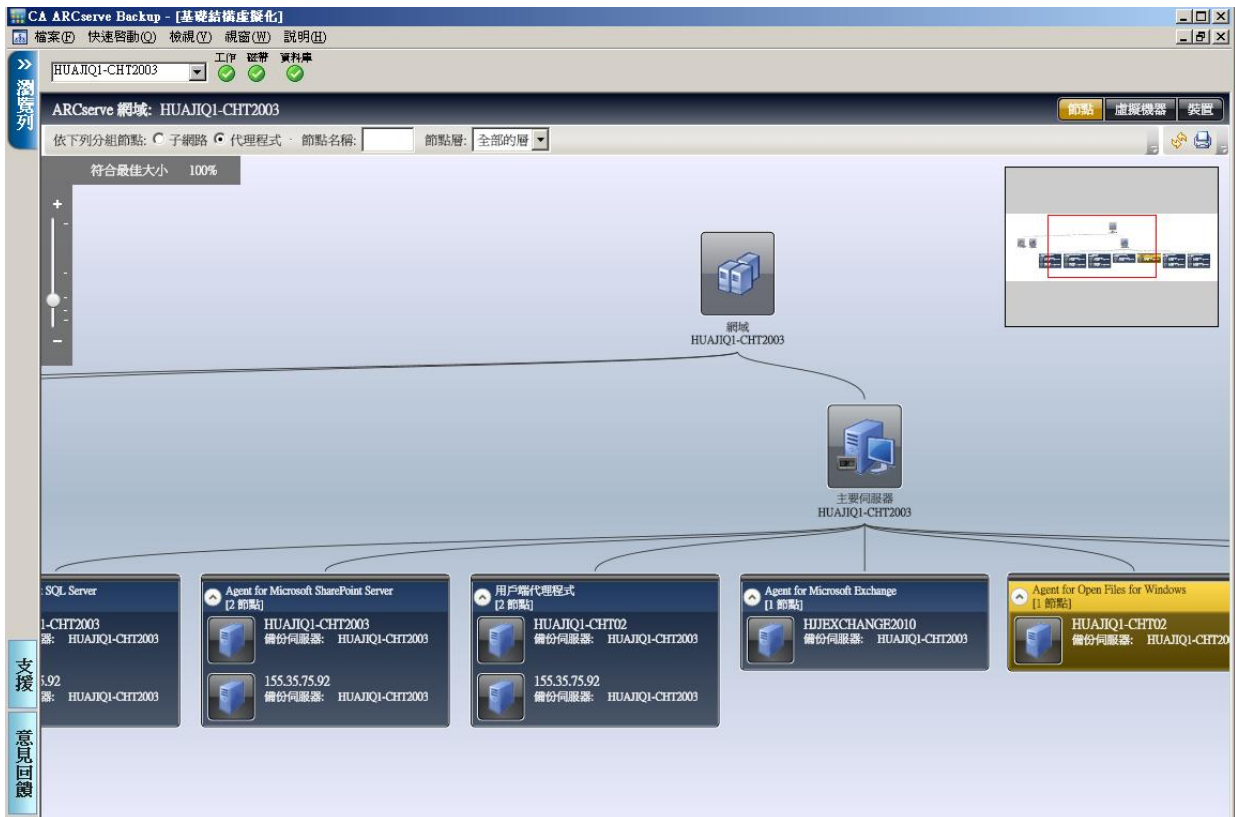 CA ARCserve Backup - [基礎結構虛擬化]
檔案(F) 快速啓動(Q) 檢視(V) 視窗(W) 說明(H)
HUAJIQ1-CHT2003
工作 磁帶 資料庫
瀏覽列
ARCserve 網域: HUAJIQ1-CHT2003
節點 虛擬機器 裝置
依下列分組節點: 子網路 代理程式 節點名稱: 節點層: 全部的層
符合最佳大小 100%
網域
HUAJIQ1-CHT2003
主要伺服器
HUAJIQ1-CHT2003
SQL Server
1-CHT2003
器: HUAJIQ1-CHT2003
5.92
器: HUAJIQ1-CHT2003
Agent for Microsoft SharePoint Server
[2 節點]
HUAJIQ1-CHT2003
備份伺服器: HUAJIQ1-CHT2003
155.35.75.92
備份伺服器: HUAJIQ1-CHT2003
用戶端代理程式
[2 節點]
HUAJIQ1-CHT02
備份伺服器: HUAJIQ1-CHT2003
155.35.75.92
備份伺服器: HUAJIQ1-CHT2003
Agent for Microsoft Exchange
[1 節點]
HIJEXCHANGE2010
備份伺服器: HUAJIQ1-CHT2003
Agent for Open Files for Windows
[1 節點]
HUAJIQ1-CHT02
備份伺服器: HUAJIQ1-CHT20
支援
意見回饋